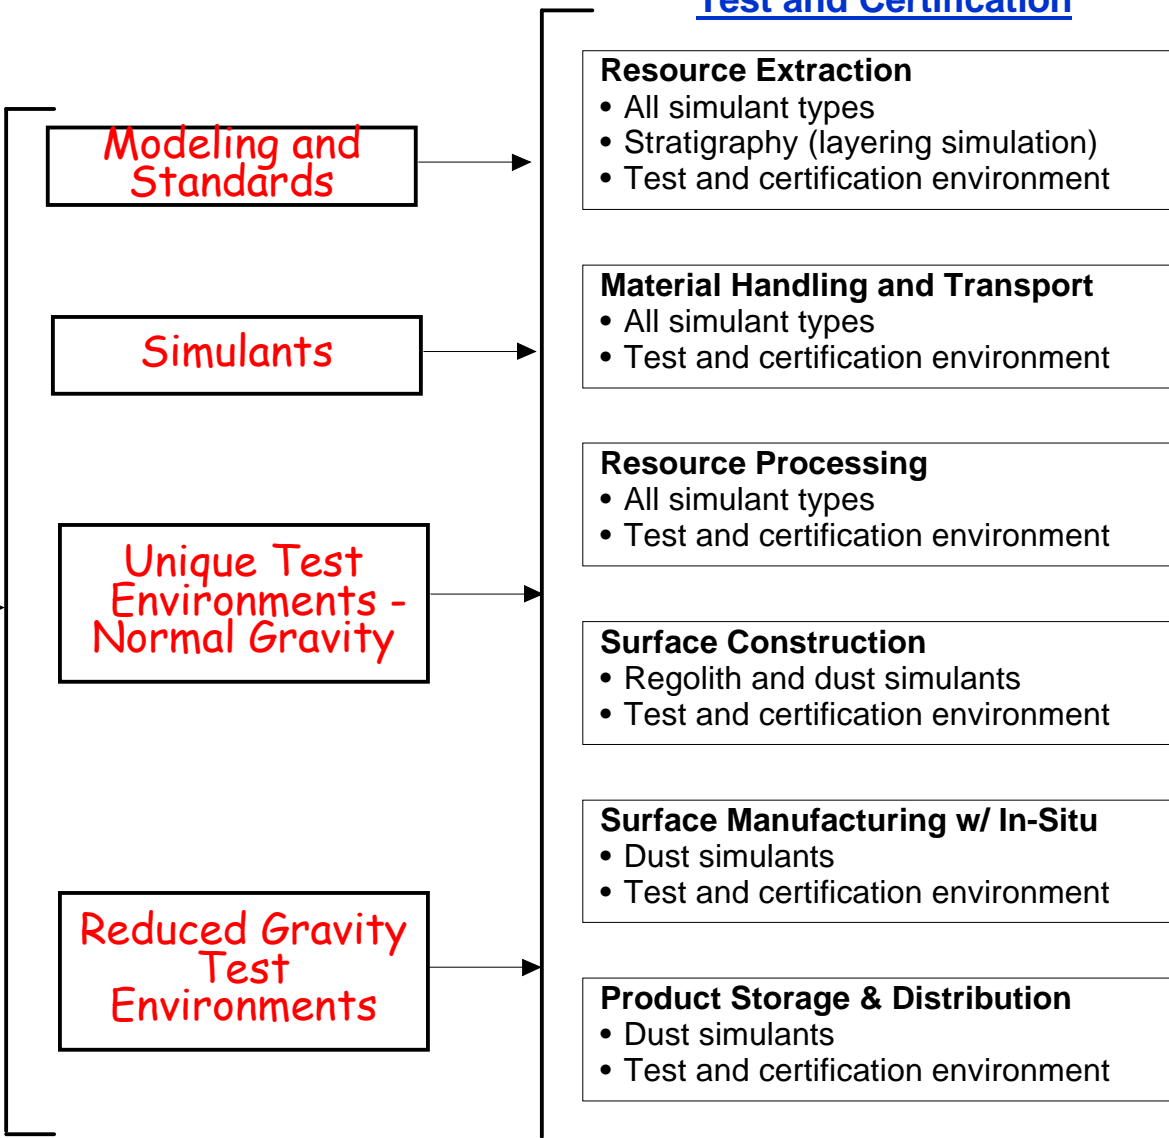 Test and Certification
Modeling and
Standards
Simulants
Unique Test
Environments -
Normal Gravity
Reduced Gravity
Test
Environments
Resource Extraction
• All simulant types
• Stratigraphy (layering simulation)
• Test and certification environment
Material Handling and Transport
• All simulant types
• Test and certification environment
Resource Processing
• All simulant types
• Test and certification environment
Surface Construction
• Regolith and dust simulants
• Test and certification environment
Surface Manufacturing w/ In-Situ
• Dust simulants
• Test and certification environment
Product Storage & Distribution
• Dust simulants
• Test and certification environment